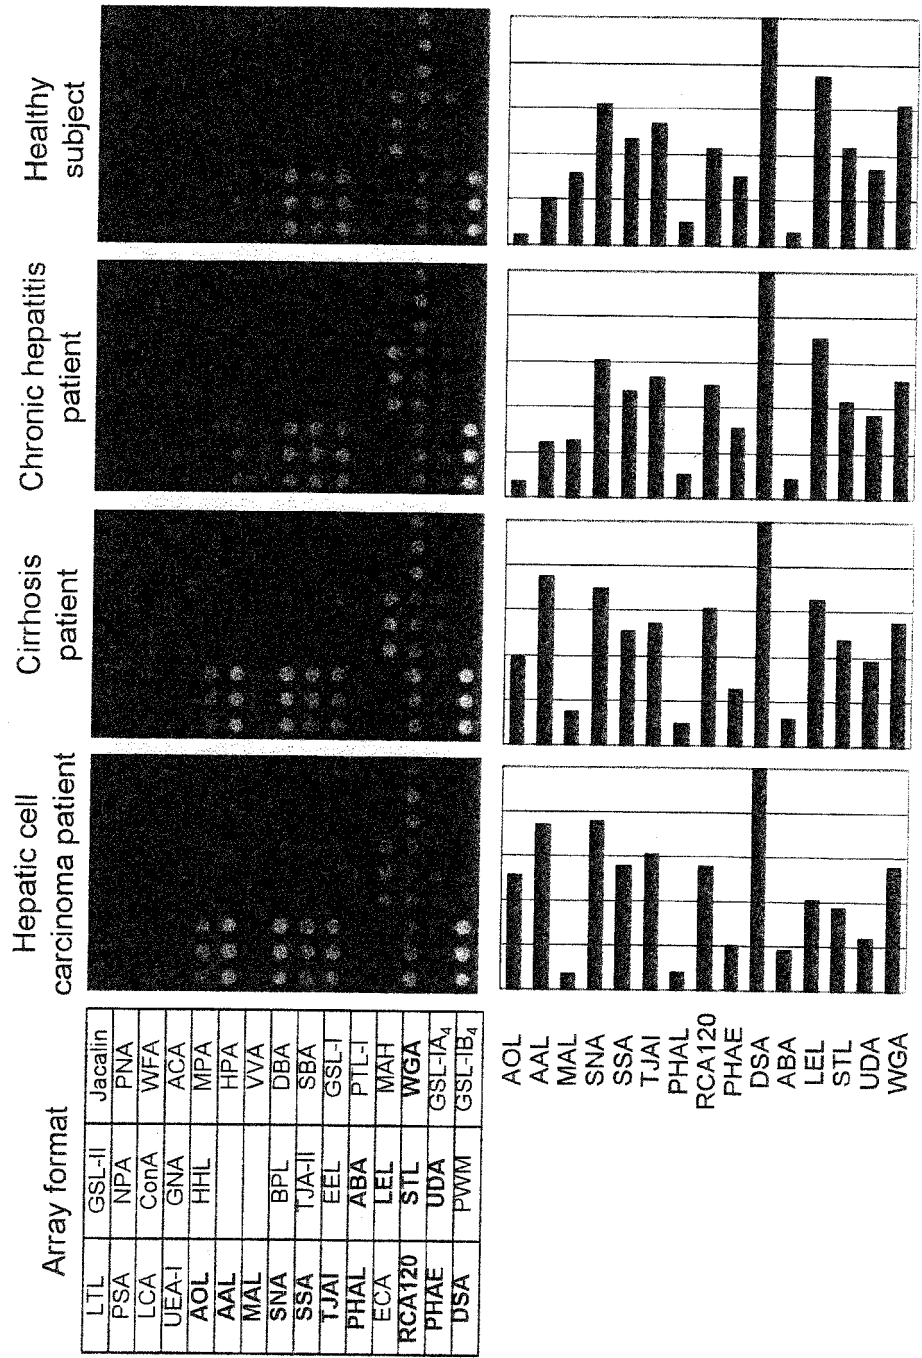 Array format
LTL GSL-II Jacalin
PSA NPA PNA
LCA ConA WFA
UEA-I GNA ACA
AOL HHL MPA
AAL HPA
MAL VVA
SNA BPL DBA
SSA TJA-II SBA
TJAI EEL GSL-I
PHAL ABA PTL-I
ECA LEL MAH
RCA120 STL WGA
PHAE UDA GSL-IA4
DSA PWM GSL-IB4
Hepatic cell
carcinoma patient
Cirrhosis
patient
Chronic hepatitis
patient
Healthy
subject
AOL
AAL
MAL
SNA
SSA
TJAI
PHAL
RCA120
PHAE
DSA
ABA
LEL
STL
UDA
WGA